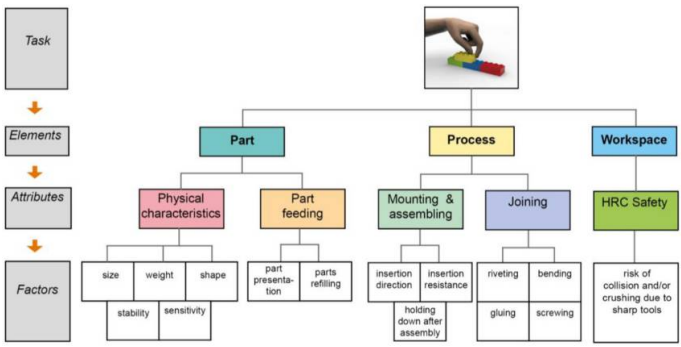 Task
Elements
Part
Process
Workspace
Attributes
Physical
characteristics
Part
feeding
Mounting &
assembling
Joining
HRC Safety
Factors
size
weight
shape
stability
sensitivity
part
presenta-
tion
parts
refilling
insertion
direction
insertion
resistance
holding
down after
assembly
riveting
bending
gluing
screwing
risk of
collision and/or
crushing due to
sharp tools